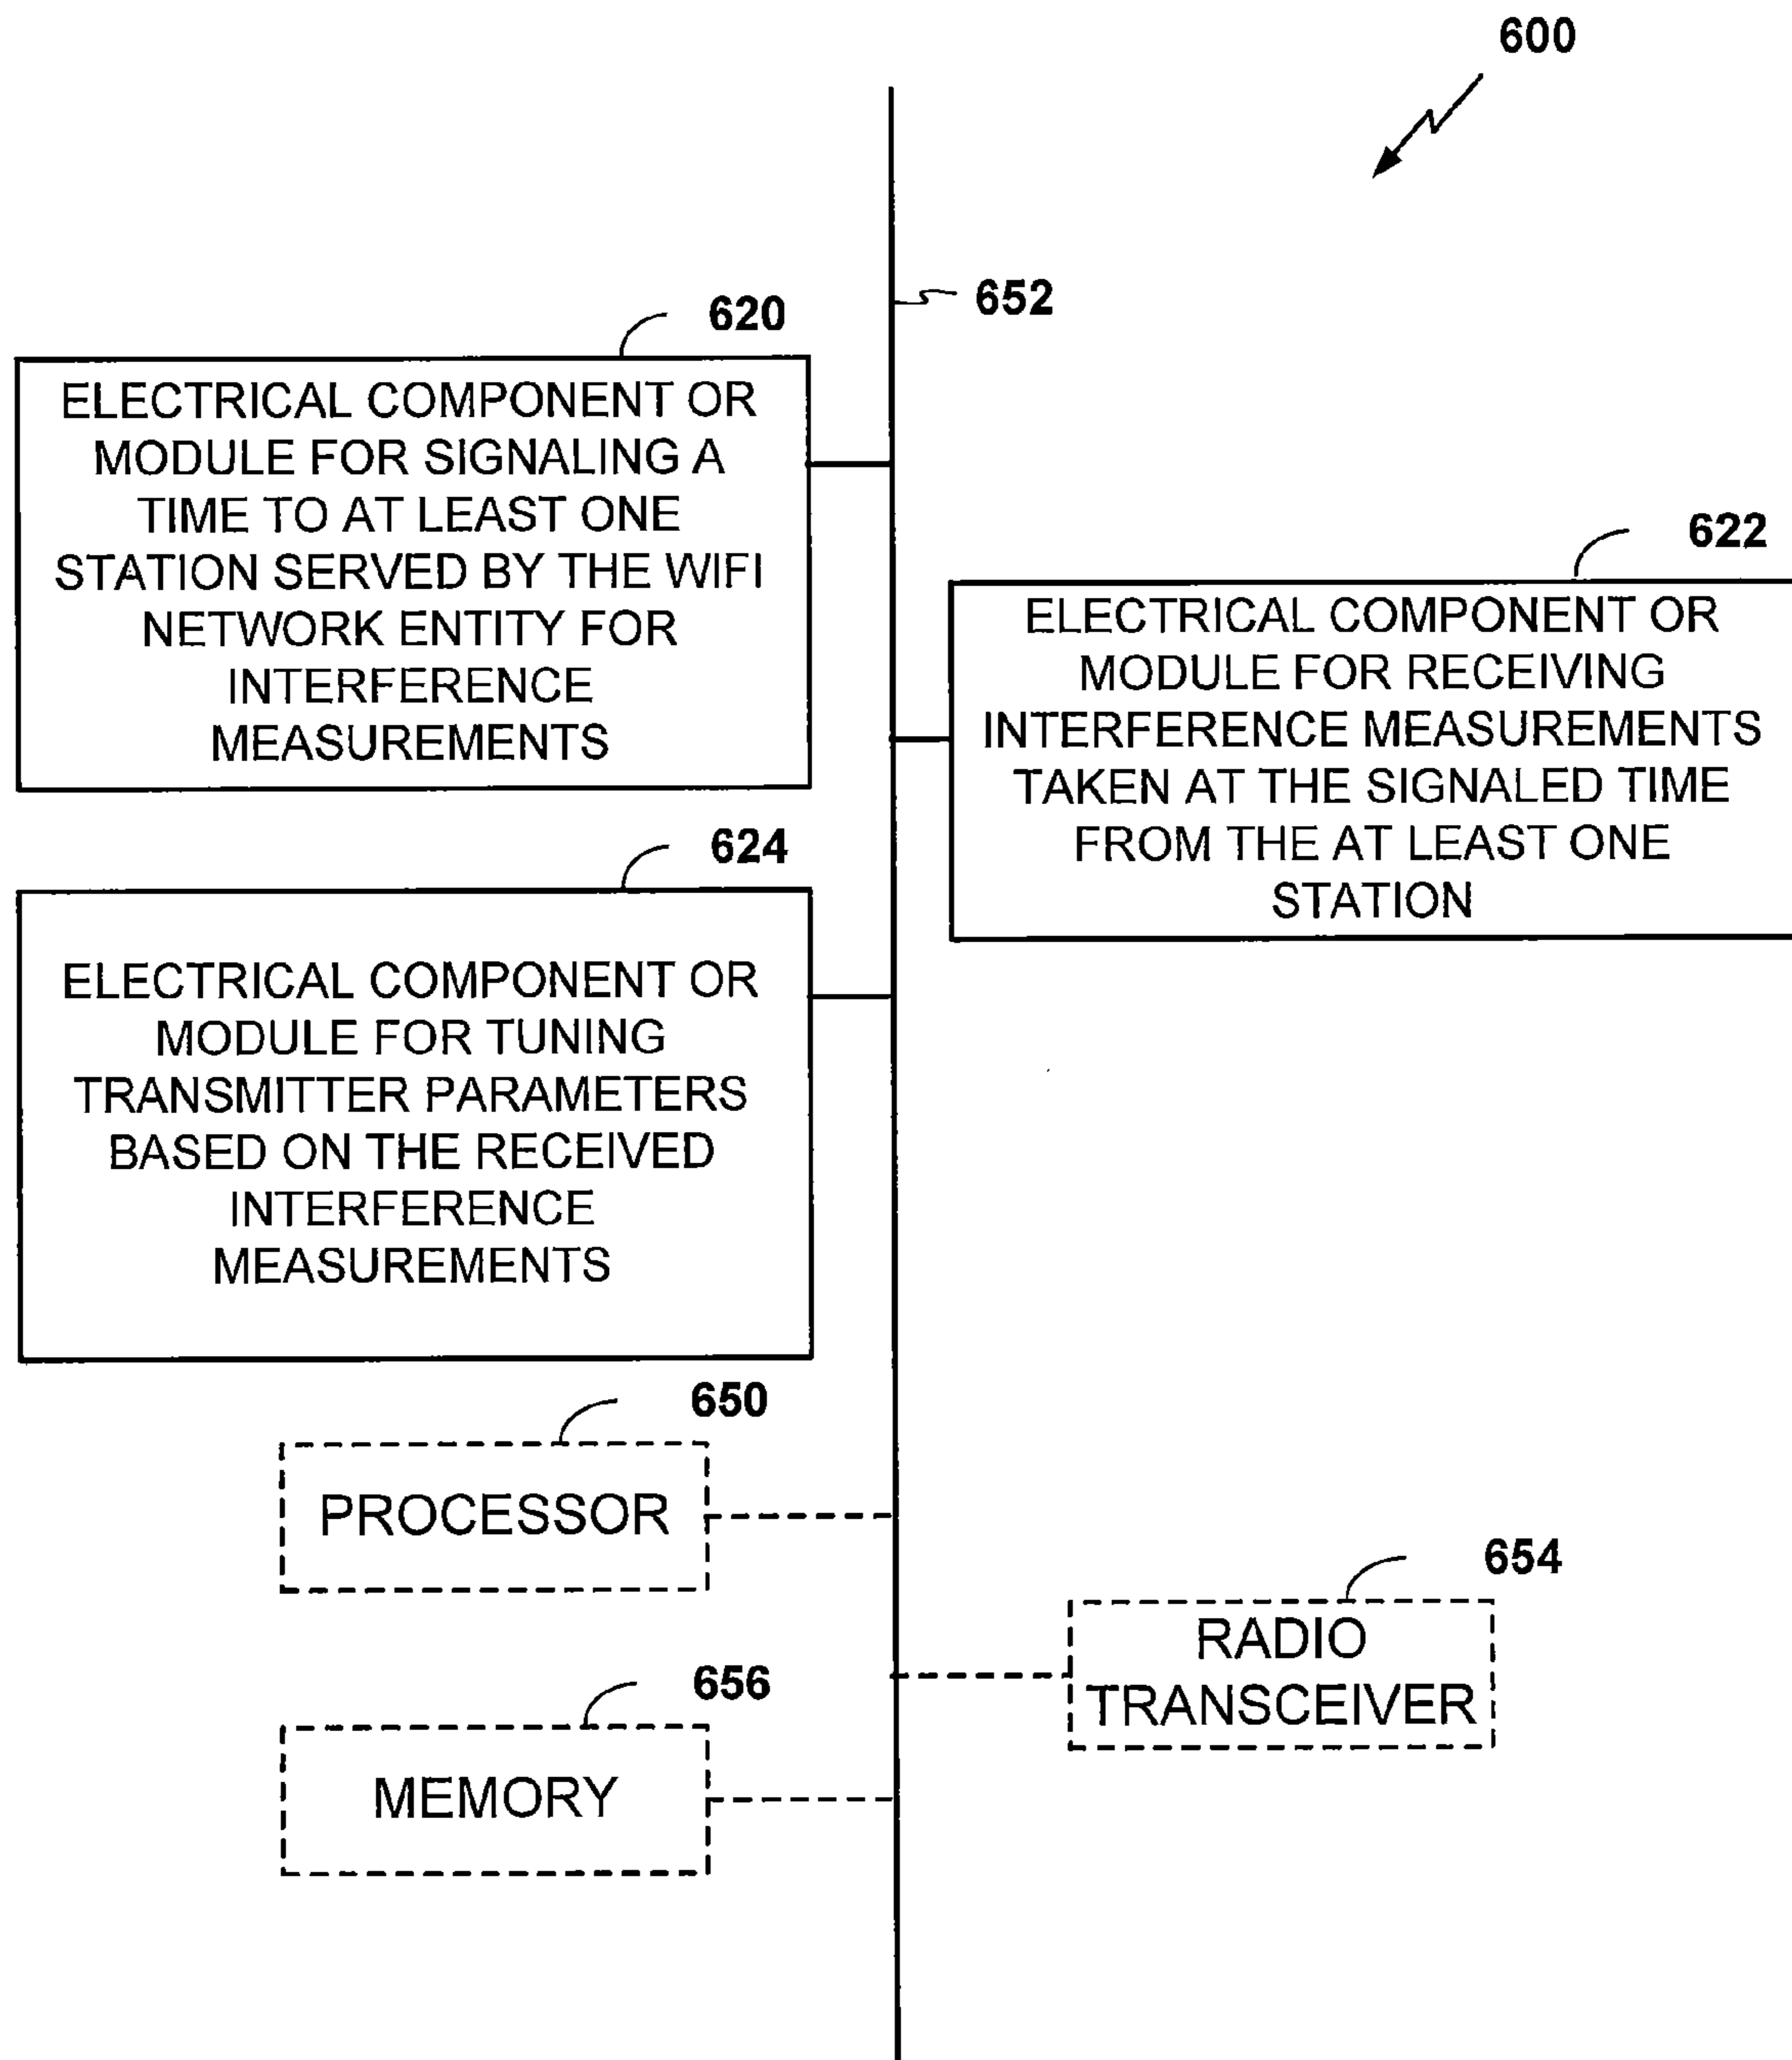 600
652
620
ELECTRICAL COMPONENT OR
MODULE FOR SIGNALING A
TIME TO AT LEAST ONE
STATION SERVED BY THE WIFI
NETWORK ENTITY FOR
INTERFERENCE
MEASUREMENTS
622
ELECTRICAL COMPONENT OR
MODULE FOR RECEIVING
INTERFERENCE MEASUREMENTS
TAKEN AT THE SIGNALED TIME
FROM THE AT LEAST ONE
STATION
624
ELECTRICAL COMPONENT OR
MODULE FOR TUNING
TRANSMITTER PARAMETERS
BASED ON THE RECEIVED
INTERFERENCE
MEASUREMENTS
650
PROCESSOR
654
RADIO
TRANSCEIVER
656
MEMORY